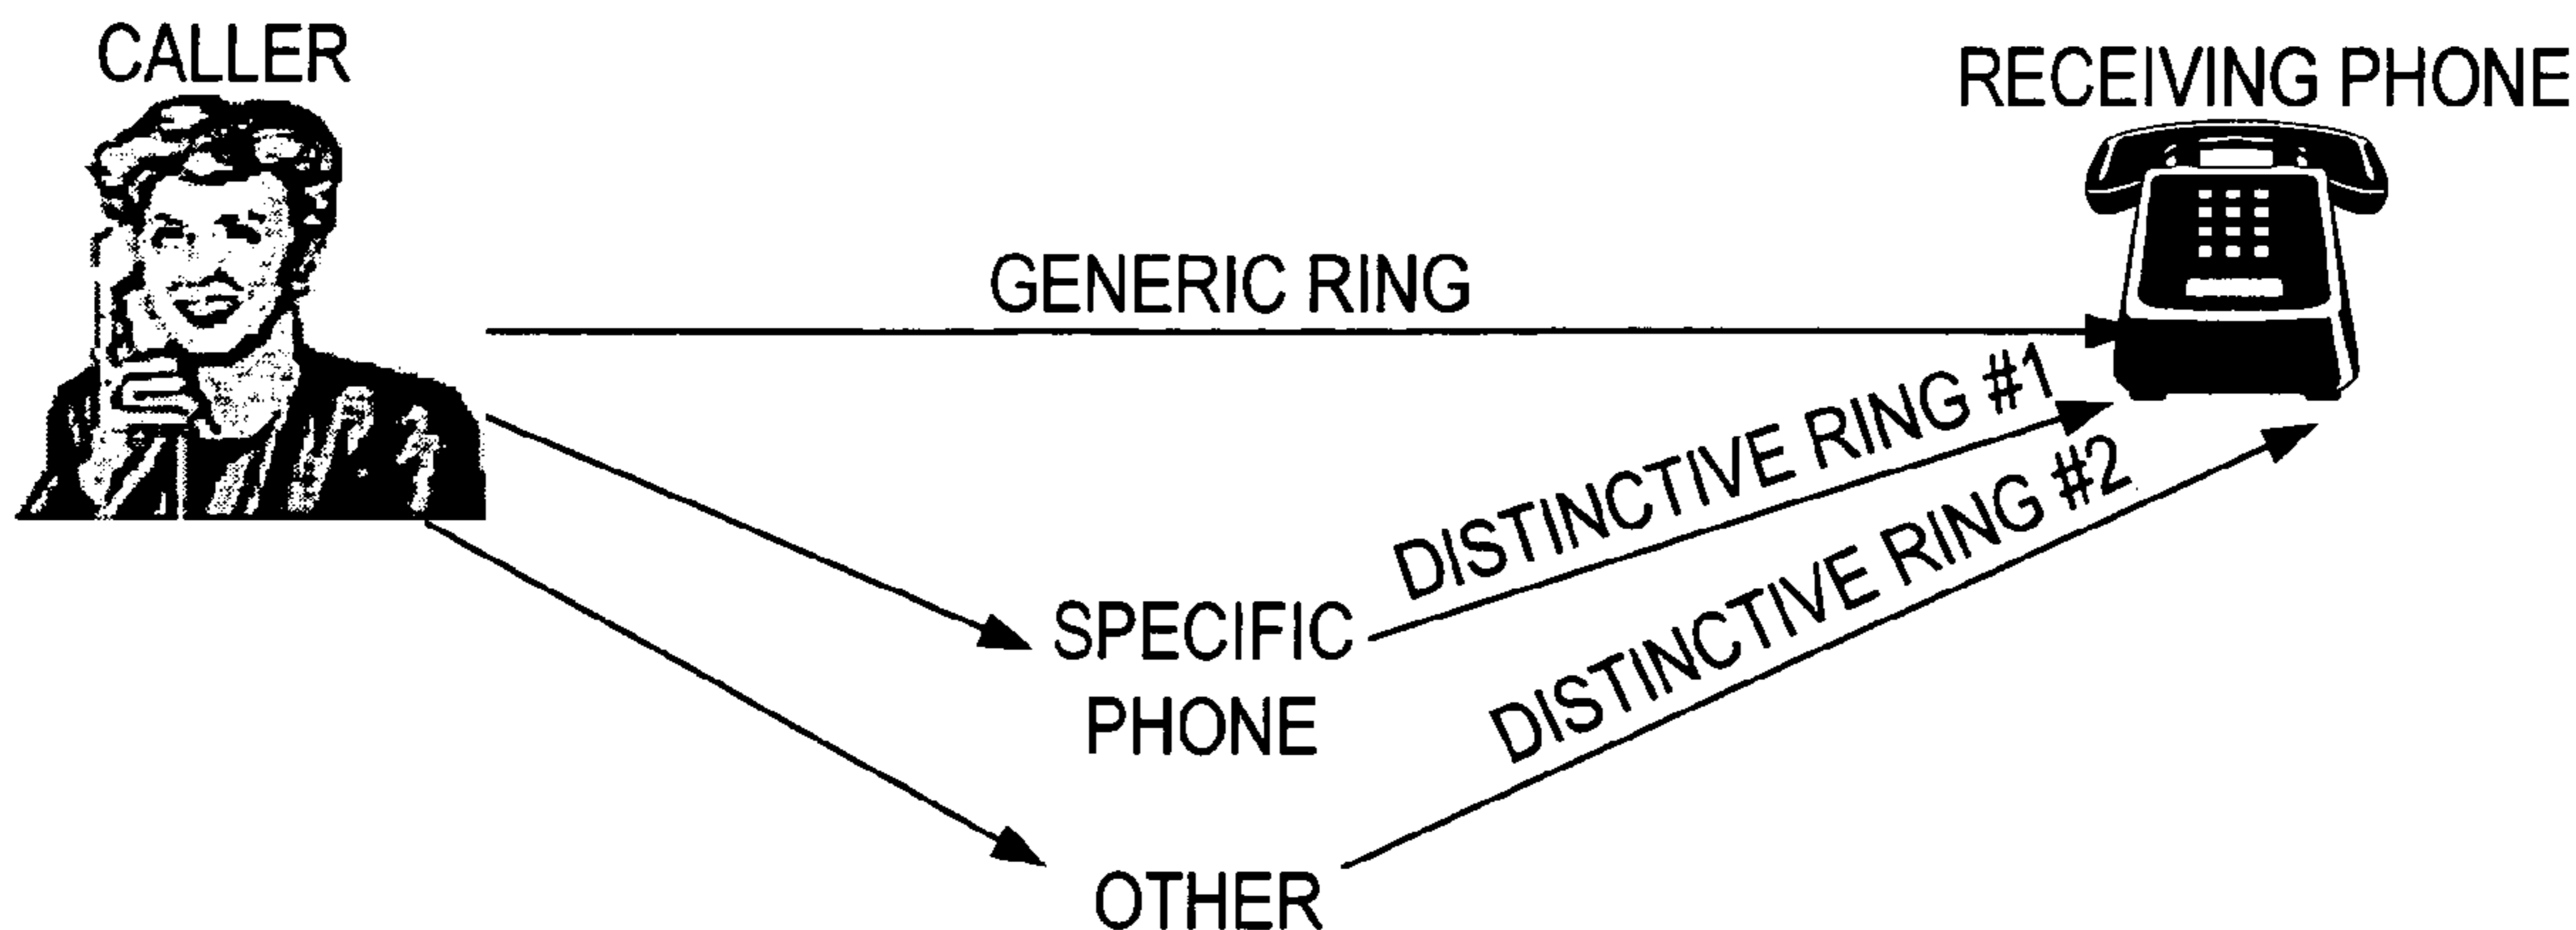 CALLER
RECEIVING PHONE
GENERIC RING
DISTINCTIVE RING #1
DISTINCTIVE RING #2
SPECIFIC
PHONE
OTHER